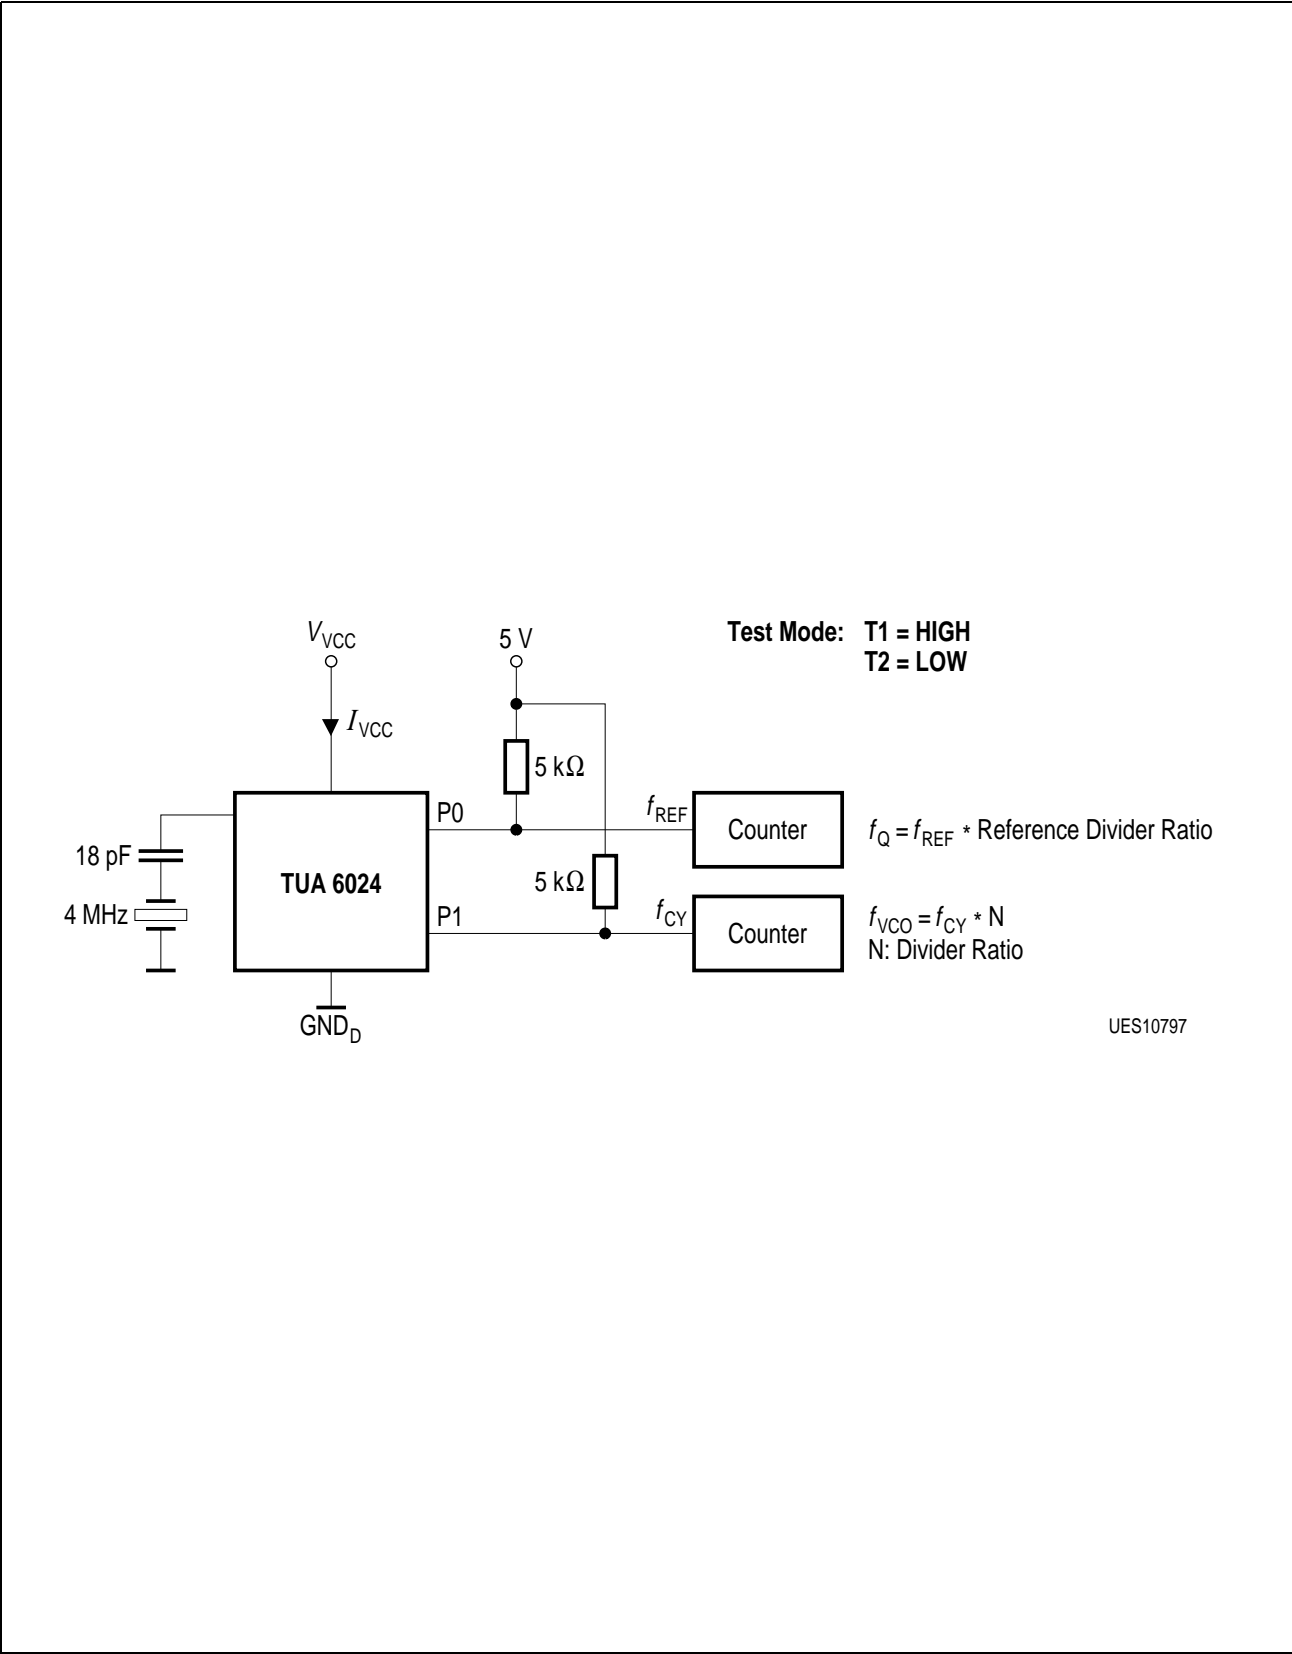 Test Mode: T1 = HIGH
T2 = LOW
V_VCC
5 V
I_VCC
5 kΩ
P0
f_REF
Counter
f_Q = f_REF * Reference Divider Ratio
18 pF
TUA 6024
5 kΩ
4 MHz
P1
f_CY
Counter
f_VCO = f_CY * N
N: Divider Ratio
GND_D
UES10797